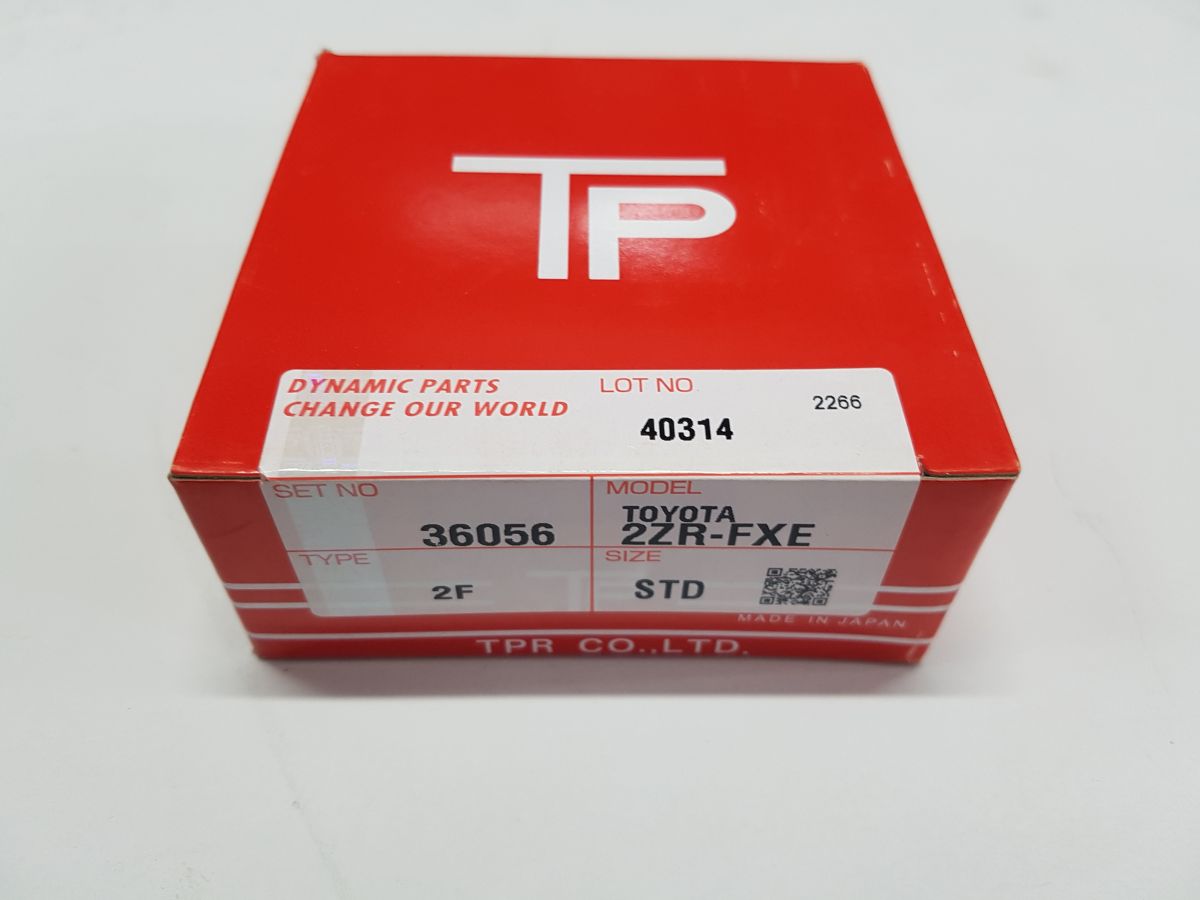 TP
DYNAMIC PARTS
CHANGE OUR WORLD
LOT NO.
40314
2266
SET NO
36056
MODEL
TOYOTA
2ZR-FXE
TYPE
2F
SIZE
STD
MADE IN JAPAN
TPR CO.,LTD.